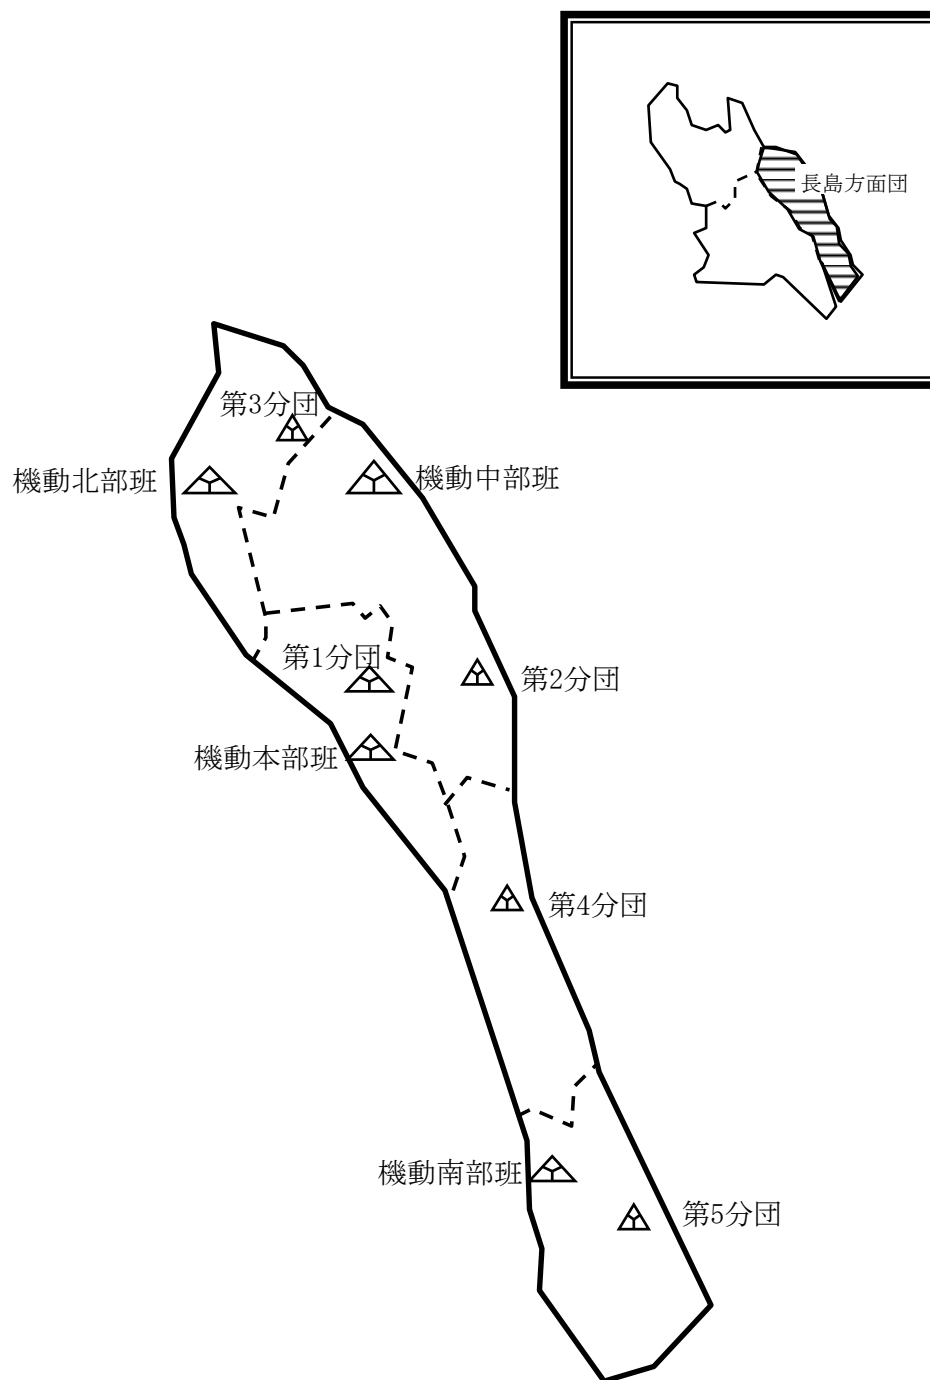 長島方面団
第3分団
機動北部班
機動中部班
第1分団
第2分団
機動本部班
第4分団
機動南部班
第5分団